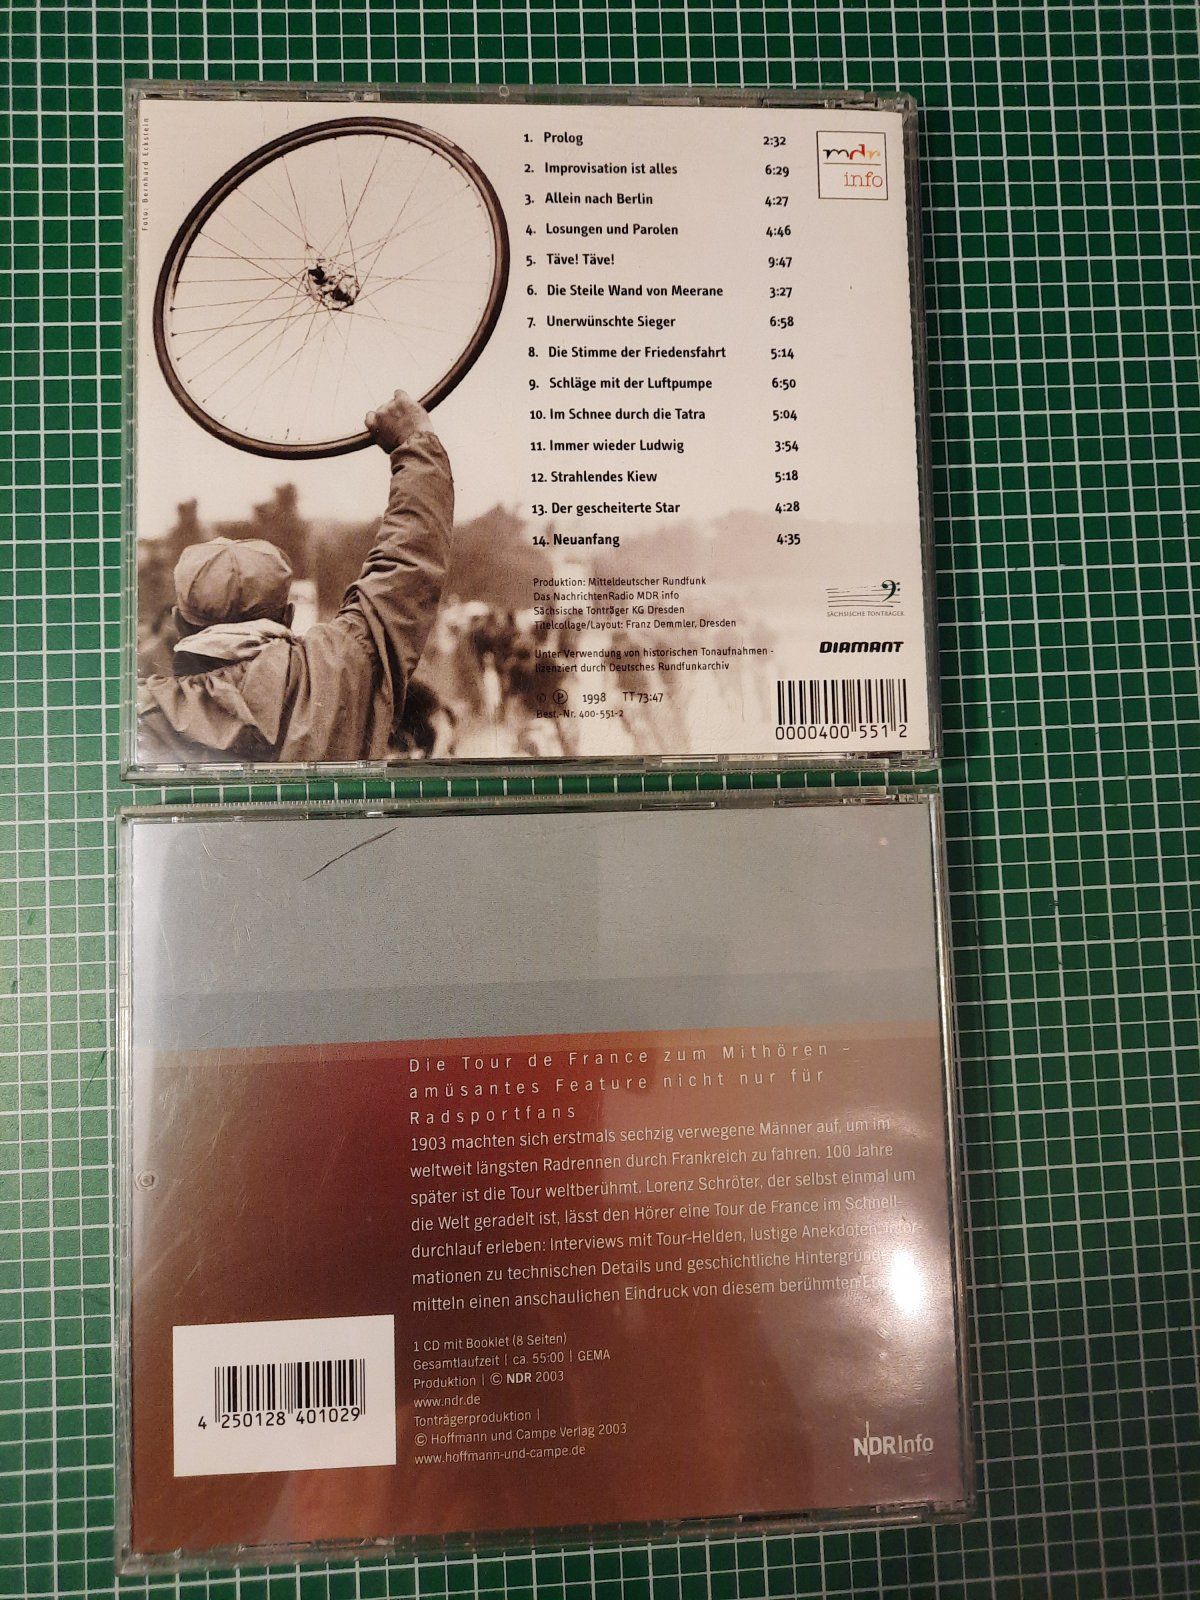 Foto: Bernhard Eckstein
1. Prolog 2:32
2. Improvisation ist alles 6:29
3. Allein nach Berlin 4:27
4. Losungen und Parolen 4:46
5. Täve! Täve! 9:47
6. Die Steile Wand von Meerane 3:27
7. Unerwünschte Sieger 6:58
8. Die Stimme der Friedensfahrt 5:14
9. Schläge mit der Luftpumpe 6:50
10. Im Schnee durch die Tatra 5:04
11. Immer wieder Ludwig 3:54
12. Strahlendes Kiew 5:18
13. Der gescheiterte Star 4:28
14. Neuanfang 4:35
mdr
info
Produktion: Mitteldeutscher Rundfunk
Das NachrichtenRadio MDR info
Sächsische Tonträger KG Dresden
Titelcollage/Layout: Franz Demmler, Dresden
Unter Verwendung von historischen Tonaufnahmen -
lizenziert durch Deutsches Rundfunkarchiv
© Ⓟ 1998 TT 73:47
Best.-Nr. 400-551-2
SÄCHSISCHE TONTRÄGER
DIAMANT
0000400 551 2
Die Tour de France zum Mithören –
amüsantes Feature nicht nur für
Radsportfans
1903 machten sich erstmals sechzig verwegene Männer auf, um im
weltweit längsten Radrennen durch Frankreich zu fahren. 100 Jahre
später ist die Tour weltberühmt. Lorenz Schröter, der selbst einmal um
die Welt geradelt ist, lässt den Hörer eine Tour de France im Schnell-
durchlauf erleben: Interviews mit Tour-Helden, lustige Anekdoten, Infor-
mationen zu technischen Details und geschichtliche
mitteln einen anschaulichen Eindruck von diesem berühmten
1 CD mit Booklet (8 Seiten)
Gesamtlaufzeit | ca. 55:00 | GEMA
Produktion | © NDR 2003
www.ndr.de
Tonträgerproduktion |
© Hoffmann und Campe Verlag 2003
www.hoffmann-und-campe.de
4 250128 401029
NDR Info